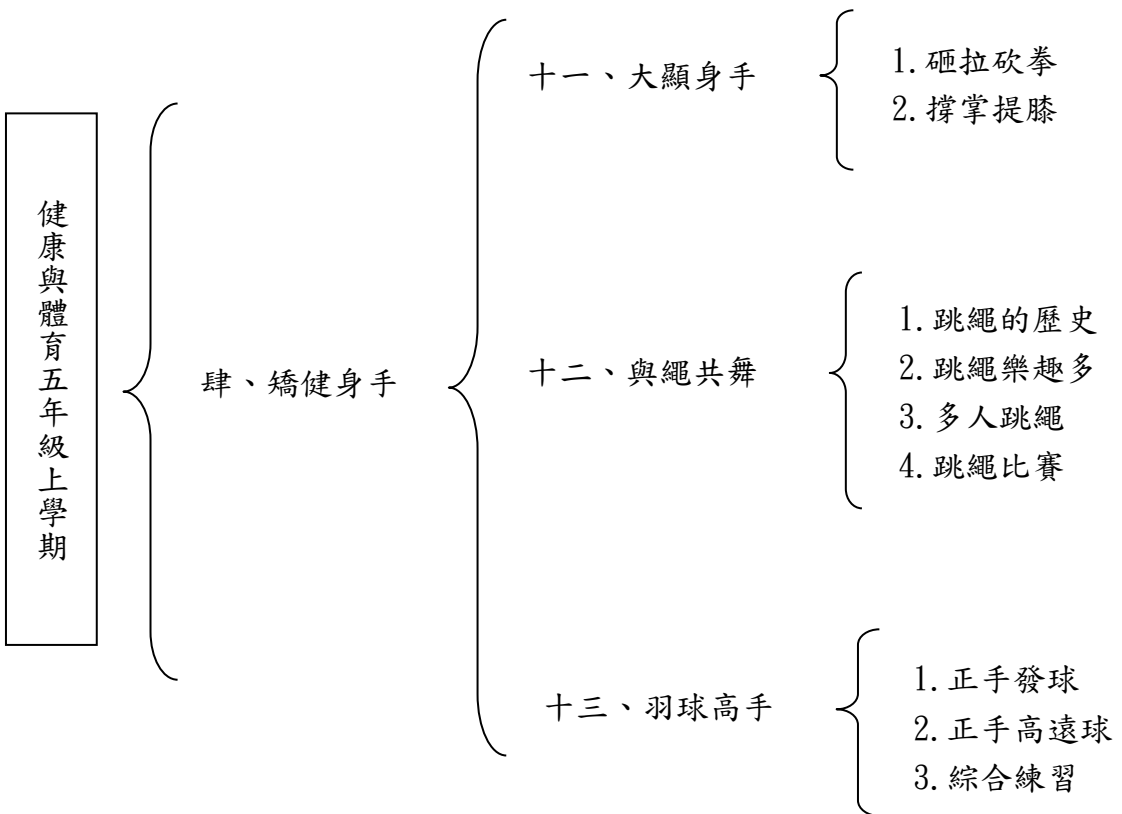 健康與體育五年級上學期
肆、矯健身手
十一、大顯身手
1.砸拉砍拳
2.撐掌提膝
十二、與繩共舞
1.跳繩的歷史
2.跳繩樂趣多
3.多人跳繩
4.跳繩比賽
十三、羽球高手
1.正手發球
2.正手高遠球
3.綜合練習